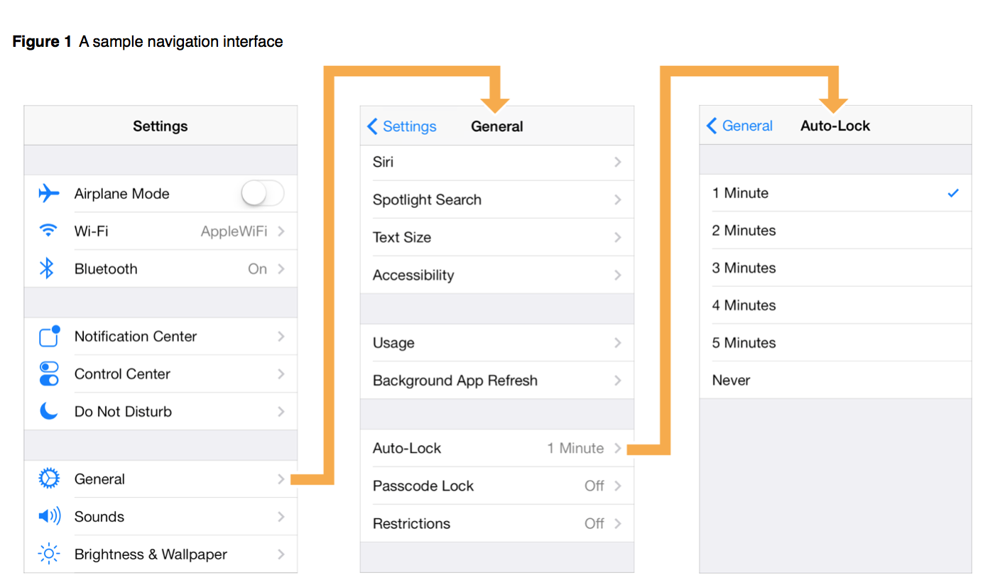 Figure 1 A sample navigation interface
Settings
Airplane Mode
Wi-Fi AppleWiFi
Bluetooth On
Notification Center
Control Center
Do Not Disturb
General
Sounds
Brightness & Wallpaper
Settings General
Siri
Spotlight Search
Text Size
Accessibility
Usage
Background App Refresh
Auto-Lock 1 Minute
Passcode Lock Off
Restrictions Off
General Auto-Lock
1 Minute
2 Minutes
3 Minutes
4 Minutes
5 Minutes
Never